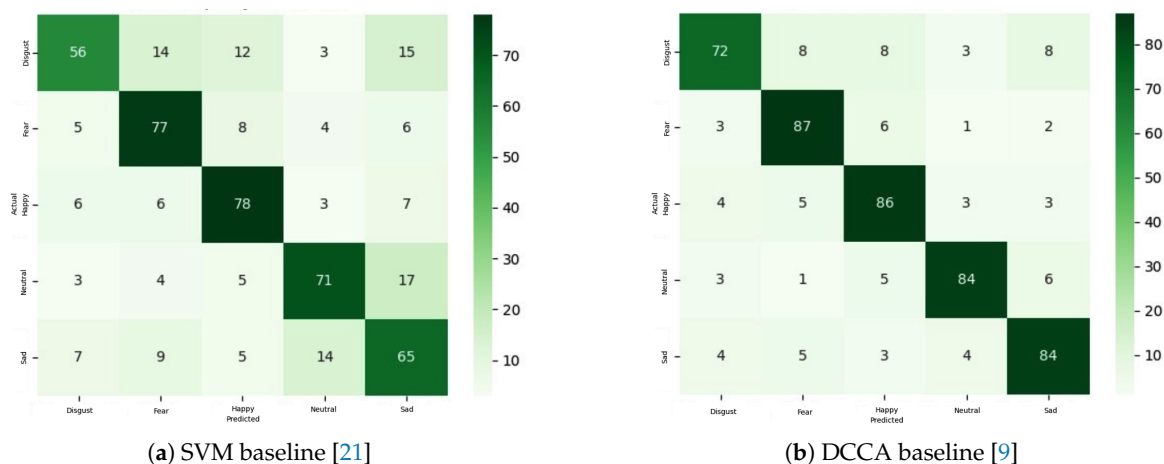 Disgust 56 14 12 3 15
Fear 5 77 8 4 6
Actual
Happy 6 6 78 3 7
Neutral 3 4 5 71 17
Sad 7 9 5 14 65
Disgust Fear Happy Neutral Sad
Predicted
70
60
50
40
30
20
10
(a) SVM baseline [21]
Disgust 72 8 8 3 8
Fear 3 87 6 1 2
Actual
Happy 4 5 86 3 3
Neutral 3 1 5 84 6
Sad 4 5 3 4 84
Disgust Fear Happy Neutral Sad
Predicted
80
70
60
50
40
30
20
10
(b) DCCA baseline [9]